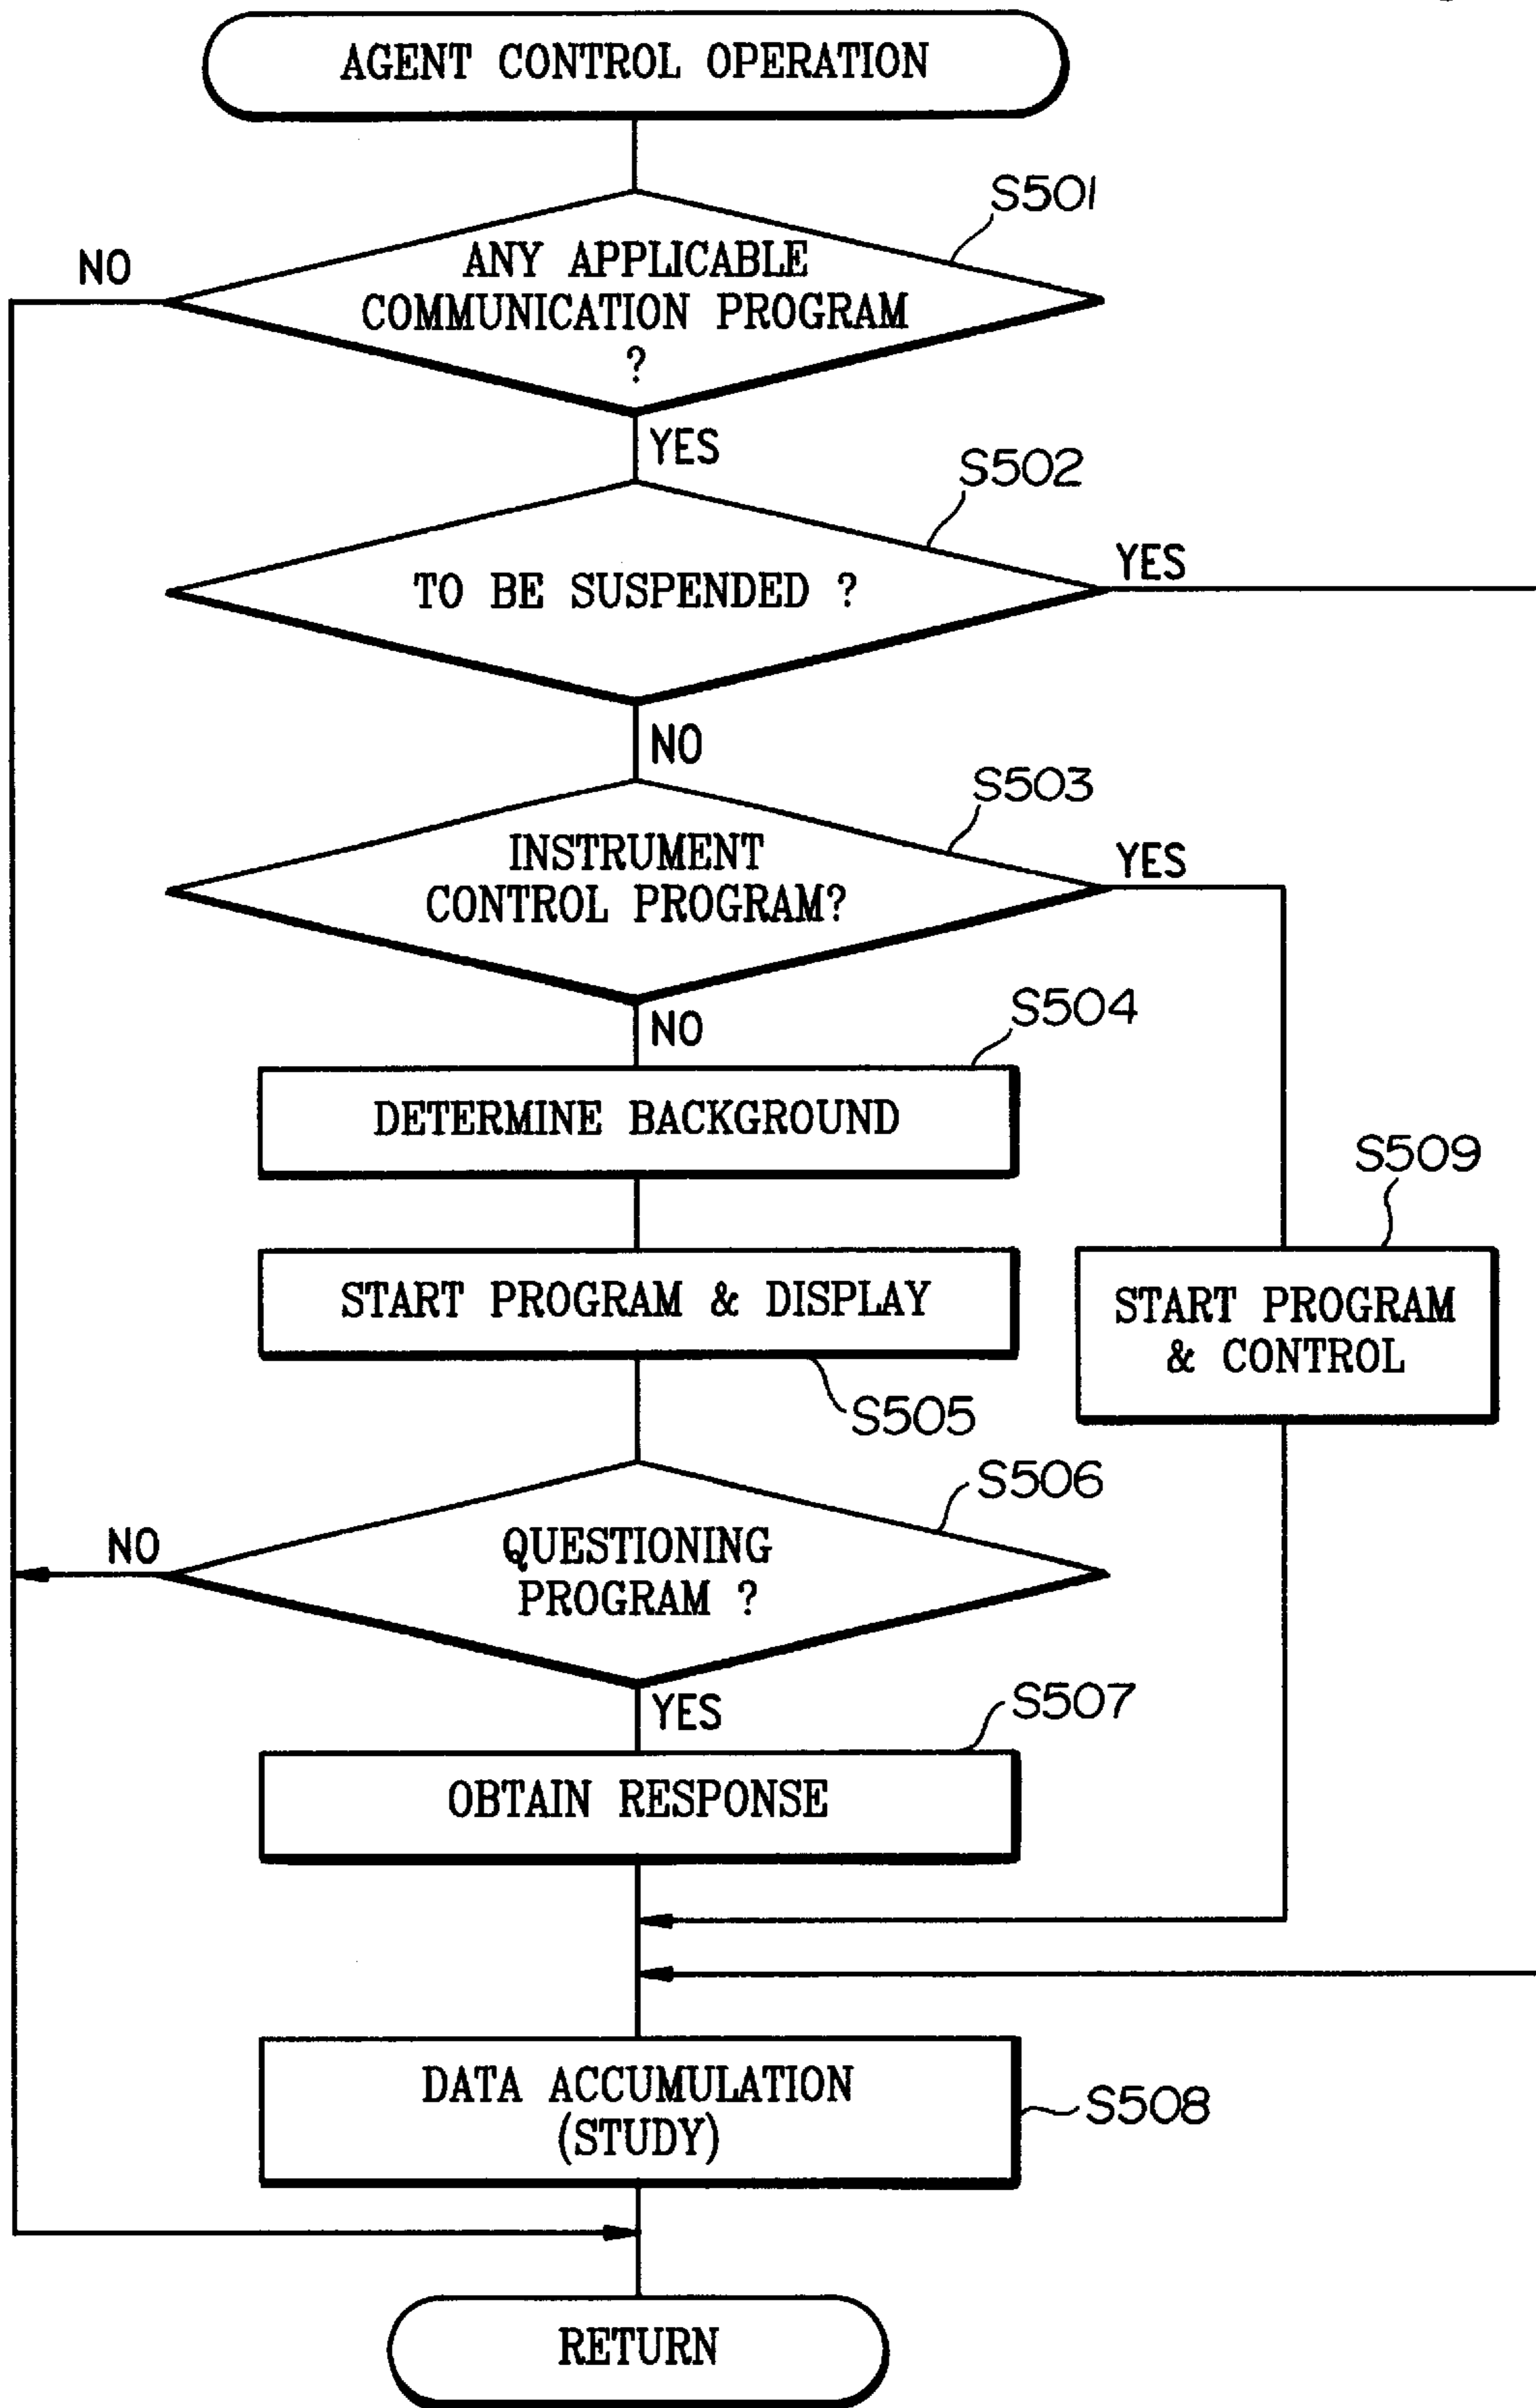 AGENT CONTROL OPERATION
S501
NO
ANY APPLICABLE
COMMUNICATION PROGRAM
?
YES
S502
YES
TO BE SUSPENDED ?
NO
S503
INSTRUMENT
CONTROL PROGRAM?
YES
NO
S504
DETERMINE BACKGROUND
S509
START PROGRAM & DISPLAY
START PROGRAM
& CONTROL
S505
S506
NO
QUESTIONING
PROGRAM ?
YES
S507
OBTAIN RESPONSE
DATA ACCUMULATION
(STUDY)
S508
RETURN